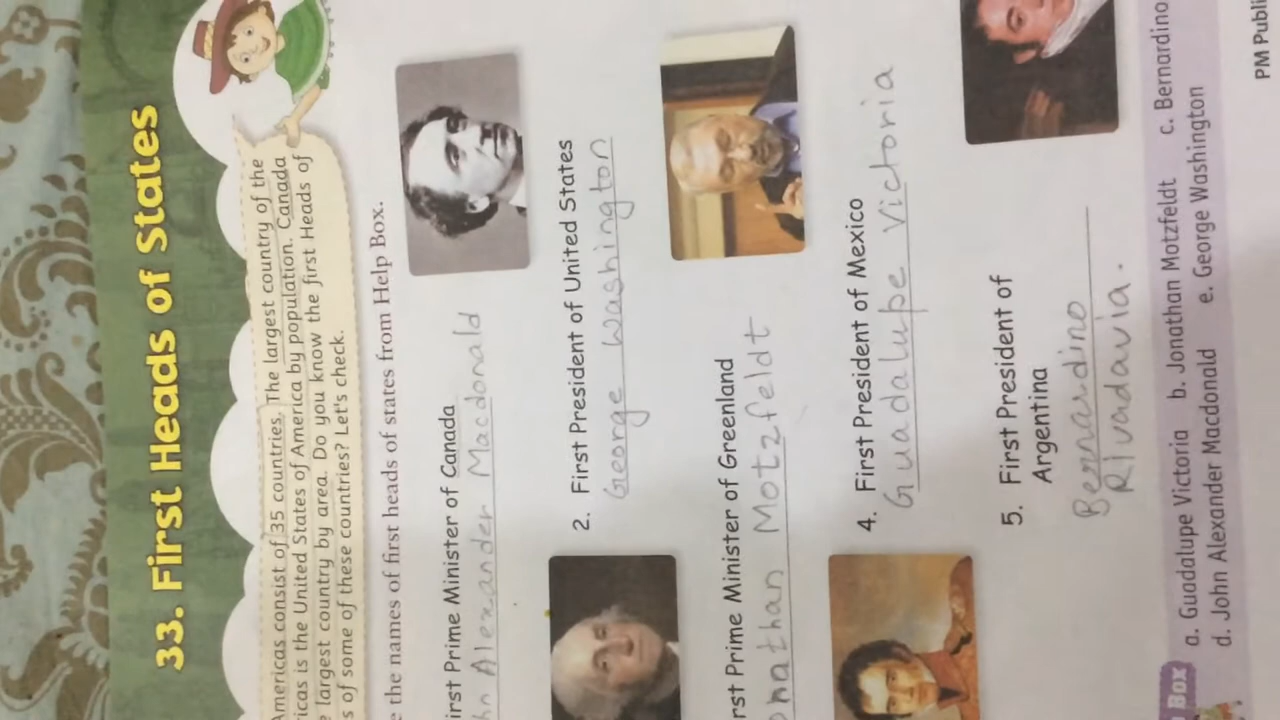 33. First Heads of States
Americas consist of 35 countries. The largest country of the
is the United States of America by population. Canada
largest country by area. Do you know the first Heads of
of some of these countries? Let's check.
the names of first heads of states from Help Box.
Prime Minister of Canada
Alexander Macdonald
2. First President of United States
George Washington
Prime Minister of Greenland
Motzfeldt
4. First President of Mexico
Guadalupe Victoria
5. First President of
Argentina
Bernardino
Rivadavia.
Box
a. Guadalupe Victoria b. Jonathan Motzfeldt c. Bernardino
d. John Alexander Macdonald e. George Washington
PM